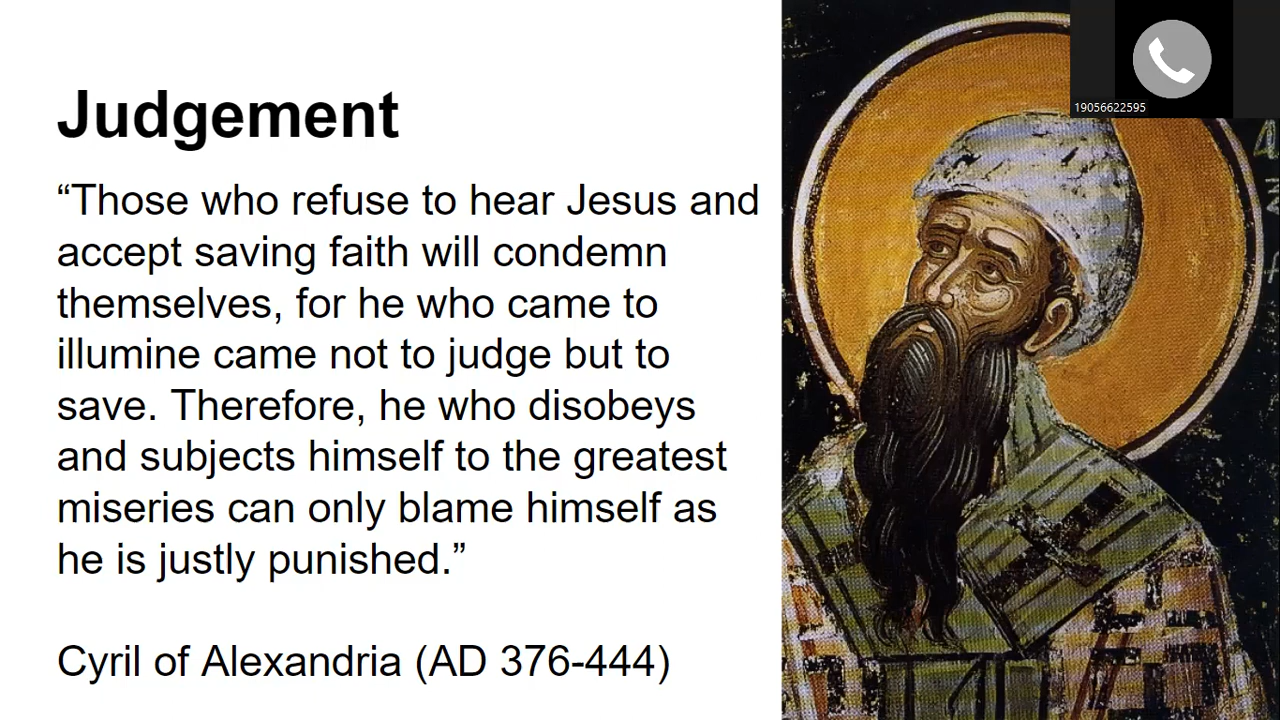 Judgement
“Those who refuse to hear Jesus and
accept saving faith will condemn
themselves, for he who came to
illumine came not to judge but to
save. Therefore, he who disobeys
and subjects himself to the greatest
miseries can only blame himself as
he is justly punished.”
Cyril of Alexandria (AD 376-444)
19056622595